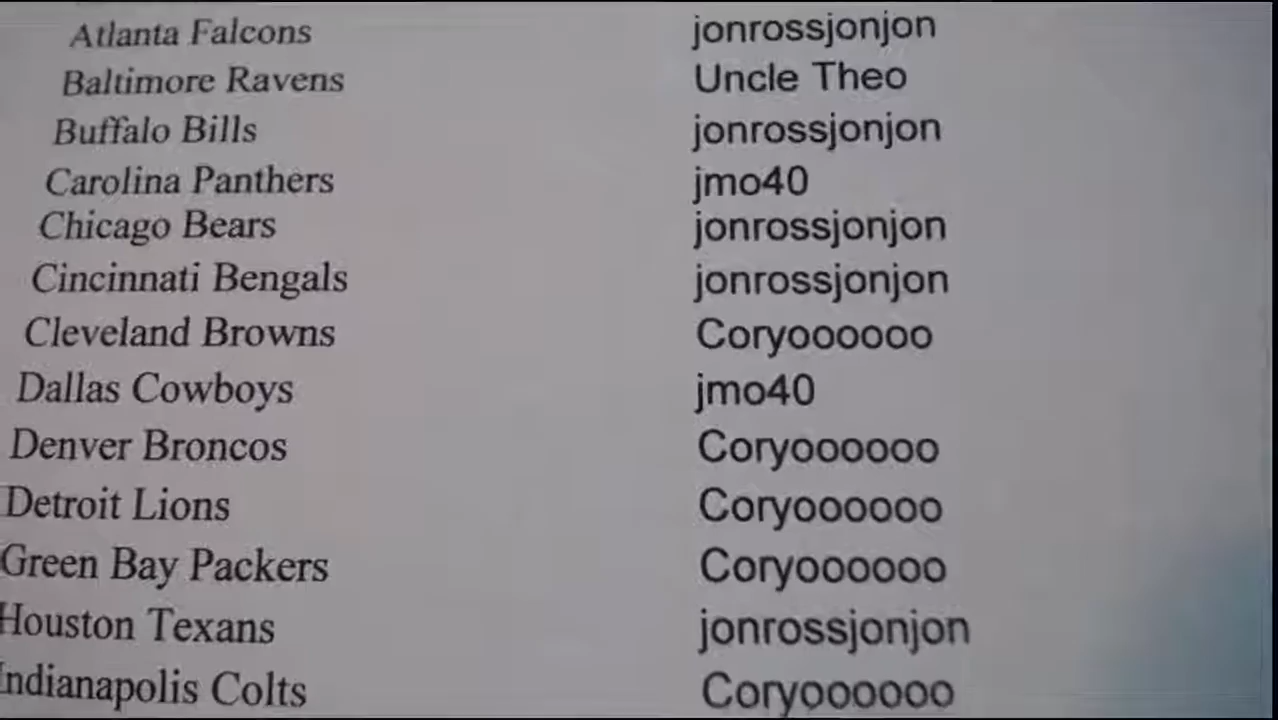 Atlanta Falcons jonrossjonjon
Baltimore Ravens Uncle Theo
Buffalo Bills jonrossjonjon
Carolina Panthers jmo40
Chicago Bears jonrossjonjon
Cincinnati Bengals jonrossjonjon
Cleveland Browns Coryoooooo
Dallas Cowboys jmo40
Denver Broncos Coryoooooo
Detroit Lions Coryoooooo
Green Bay Packers Coryoooooo
Houston Texans jonrossjonjon
Indianapolis Colts Coryoooooo